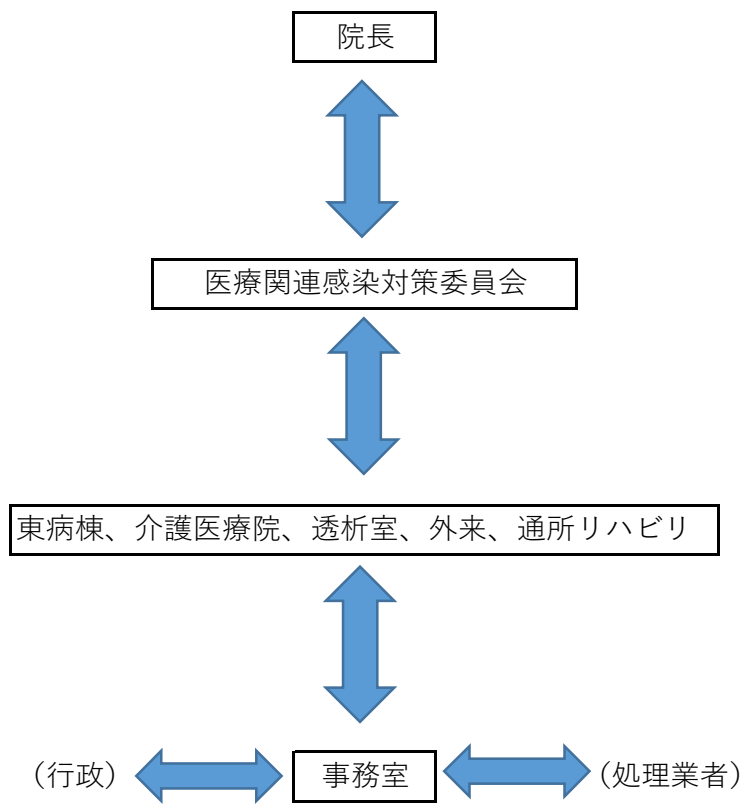 院長
医療関連感染対策委員会
東病棟、介護医療院、透析室、外来、通所リハビリ
（行政） 事務室 （処理業者）